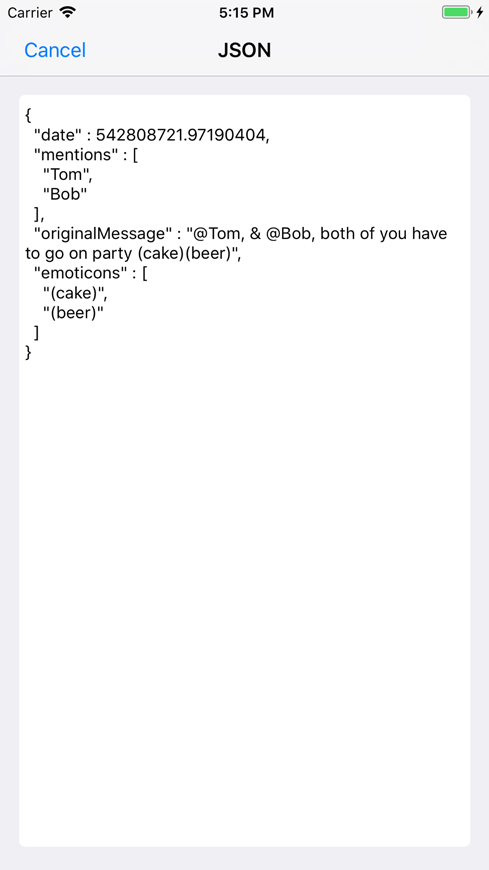 Carrier 5:15 PM
Cancel JSON
{
"date" : 542808721.97190404,
"mentions" : [
"Tom",
"Bob"
],
"originalMessage" : "@Tom, & @Bob, both of you have
to go on party (cake)(beer)",
"emoticons" : [
"(cake)",
"(beer)"
]
}